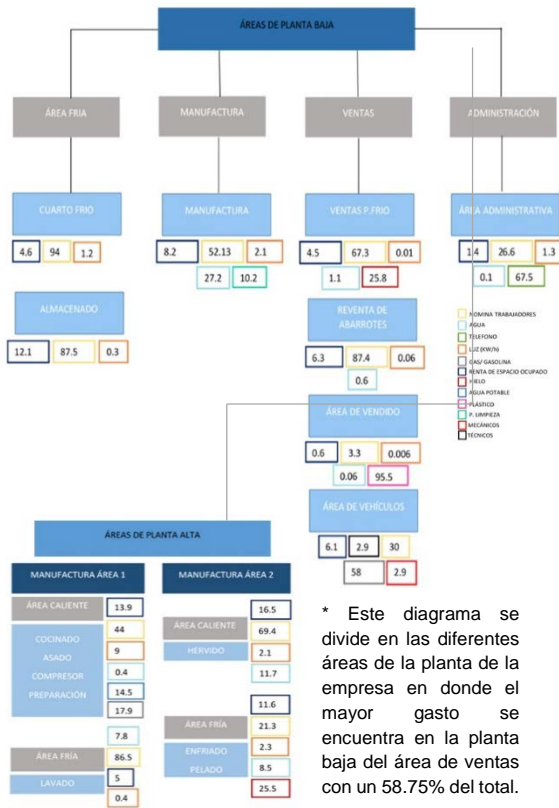 ÁREAS DE PLANTA BAJA
ÁREA FRIA
MANUFACTURA
VENTAS
ADMINISTRACIÓN
CUARTO FRIO
MANUFACTURA
VENTAS P.FRIO
ÁREA ADMINISTRATIVA
4.6 94 1.2
8.2 52.13 2.1
4.5 67.3 0.01
1.4 26.6 1.3
27.2 10.2
1.1 25.8
0.1 67.5
ALMACENADO
REVENTA DE
ABARROTES
12.1 87.5 0.3
6.3 87.4 0.06
0.6
NOMINA TRABAJADORES
AGUA
TELEFONO
LUZ (KW/h)
GAS/ GASOLINA
RENTA DE ESPACIO OCUPADO
HIELO
AGUA POTABLE
PLÁSTICO
P. LIMPIEZA
MECÁNICOS
TÉCNICOS
ÁREA DE VENDIDO
0.6 3.3 0.006
0.06 95.5
ÁREA DE VEHÍCULOS
6.1 2.9 30
58 2.9
ÁREAS DE PLANTA ALTA
MANUFACTURA ÁREA 1
MANUFACTURA ÁREA 2
ÁREA CALIENTE
13.9
COCINADO
ASADO
COMPRESOR
PREPARACIÓN
44
9
0.4
14.5
17.9
7.8
ÁREA FRÍA
86.5
LAVADO
5
0.4
16.5
ÁREA CALIENTE
69.4
HERVIDO
2.1
11.7
11.6
ÁREA FRÍA
21.3
ENFRIADO
2.3
PELADO
8.5
25.5
* Este diagrama se
divide en las diferentes
áreas de la planta de la
empresa en donde el
mayor gasto se
encuentra en la planta
baja del área de ventas
con un 58.75% del total.